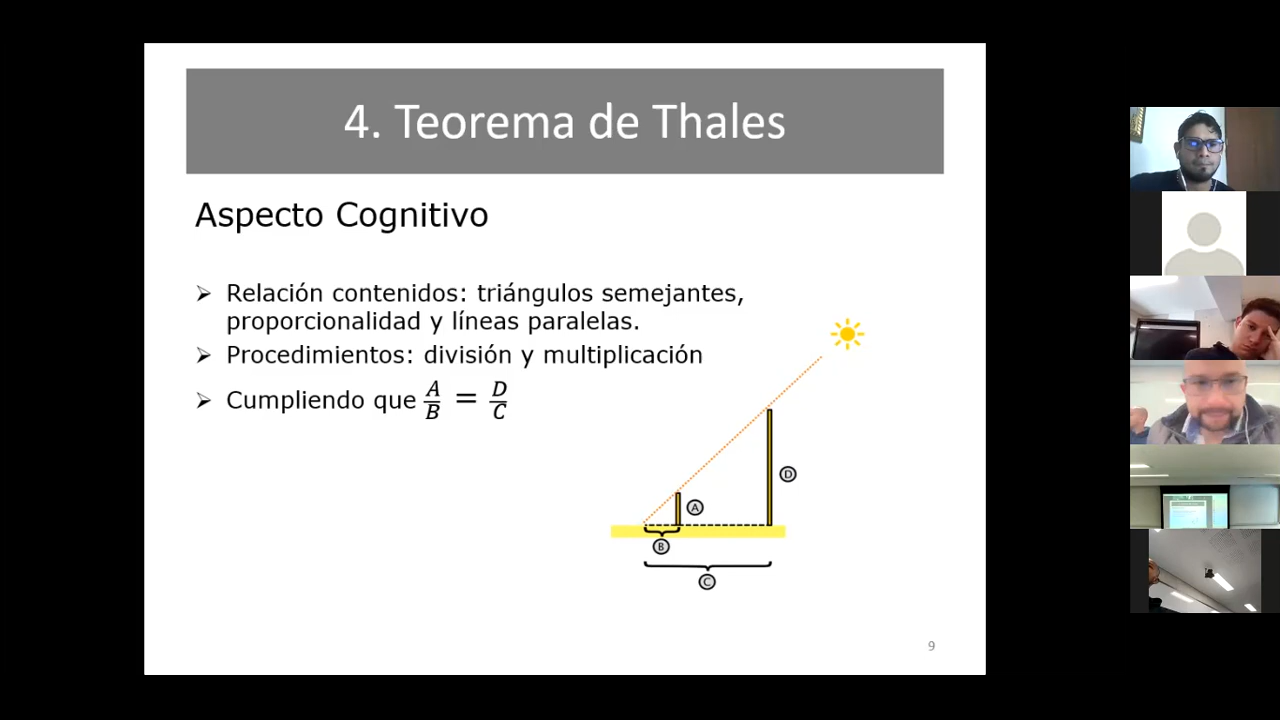 4. Teorema de Thales
Aspecto Cognitivo
➢ Relación contenidos: triángulos semejantes,
proporcionalidad y líneas paralelas.
➢ Procedimientos: división y multiplicación
➢ Cumpliendo que A/B = D/C
D
A
B
C
9